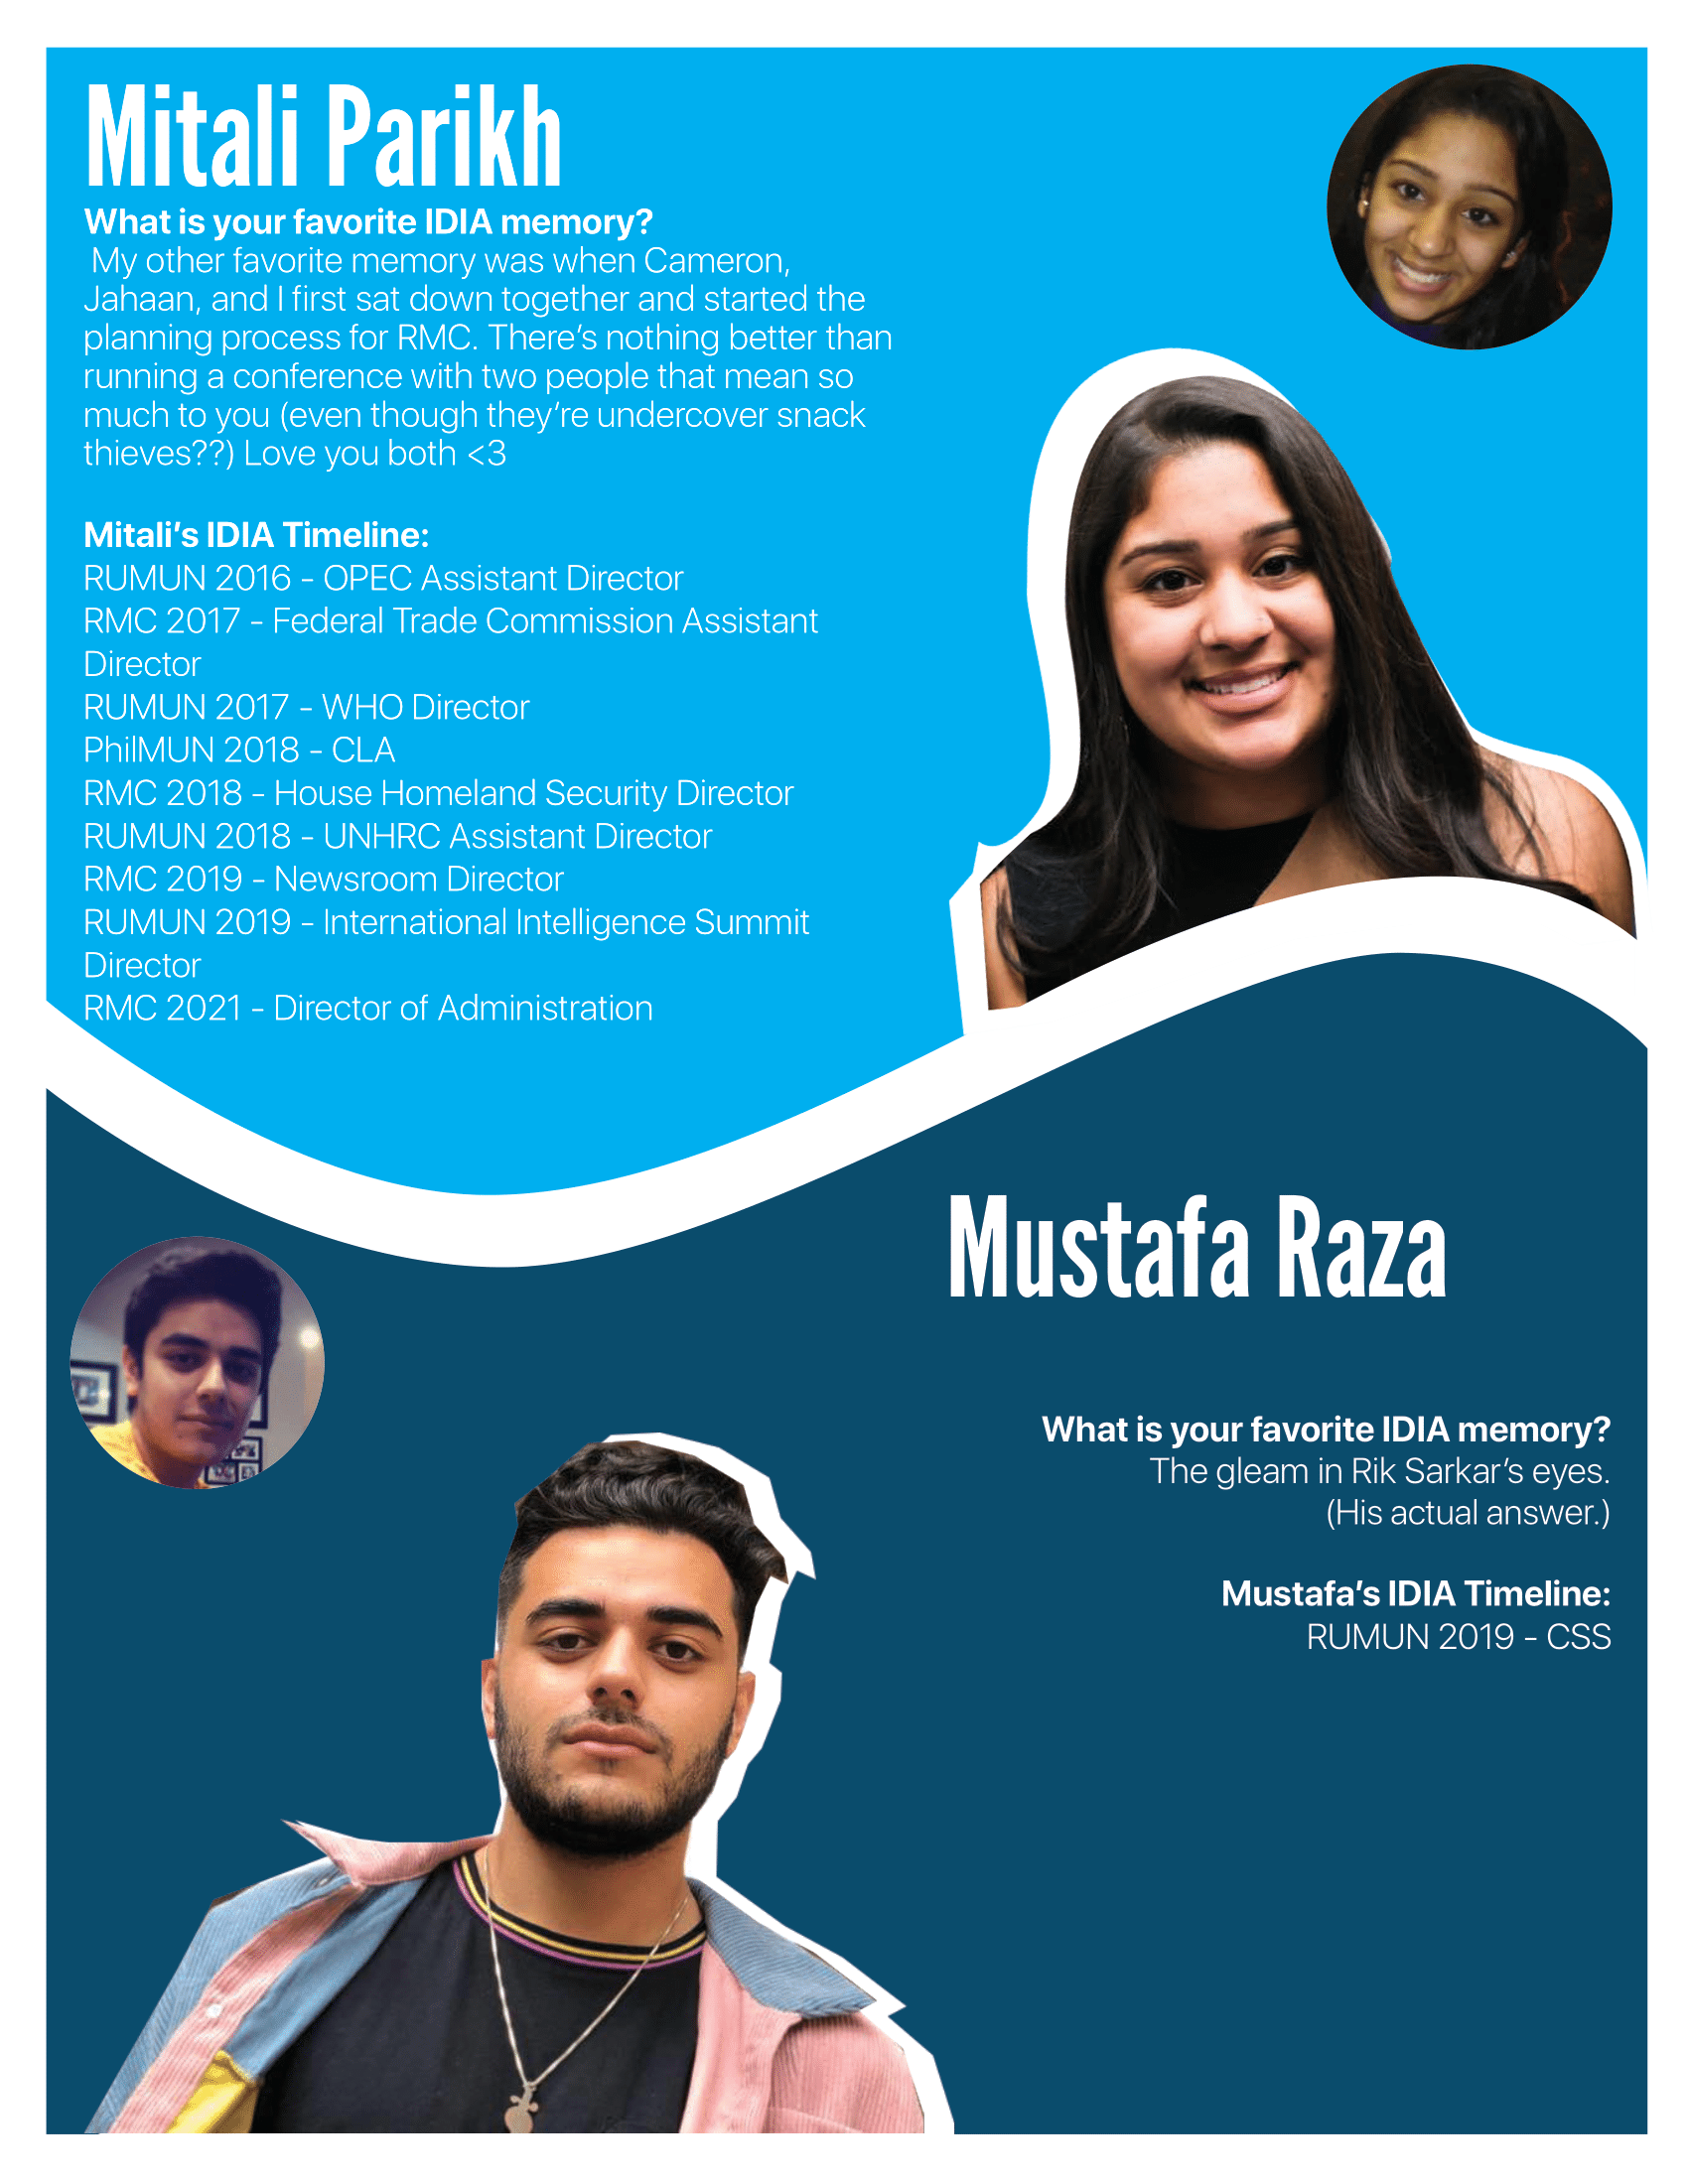 Mitali Parikh
What is your favorite IDIA memory?
My other favorite memory was when Cameron,
Jahaan, and I first sat down together and started the
planning process for RMC. There’s nothing better than
running a conference with two people that mean so
much to you (even though they’re undercover snack
thieves??) Love you both <3
Mitali’s IDIA Timeline:
RUMUN 2016 - OPEC Assistant Director
RMC 2017 - Federal Trade Commission Assistant
Director
RUMUN 2017 - WHO Director
PhilMUN 2018 - CLA
RMC 2018 - House Homeland Security Director
RUMUN 2018 - UNHRC Assistant Director
RMC 2019 - Newsroom Director
RUMUN 2019 - International Intelligence Summit
Director
RMC 2021 - Director of Administration
Mustafa Raza
What is your favorite IDIA memory?
The gleam in Rik Sarkar’s eyes.
(His actual answer.)
Mustafa’s IDIA Timeline:
RUMUN 2019 - CSS